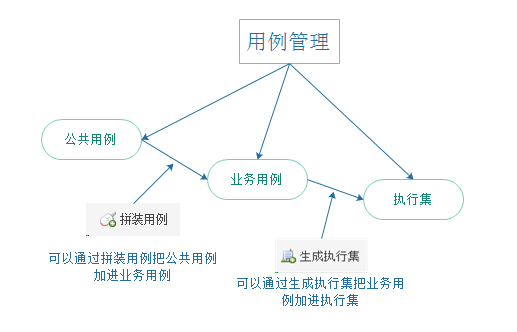 用例管理
公共用例
业务用例
执行集
拼装用例
生成执行集
可以通过拼装用例把公共用例
加进业务用例
可以通过生成执行集把业务用
例加进执行集